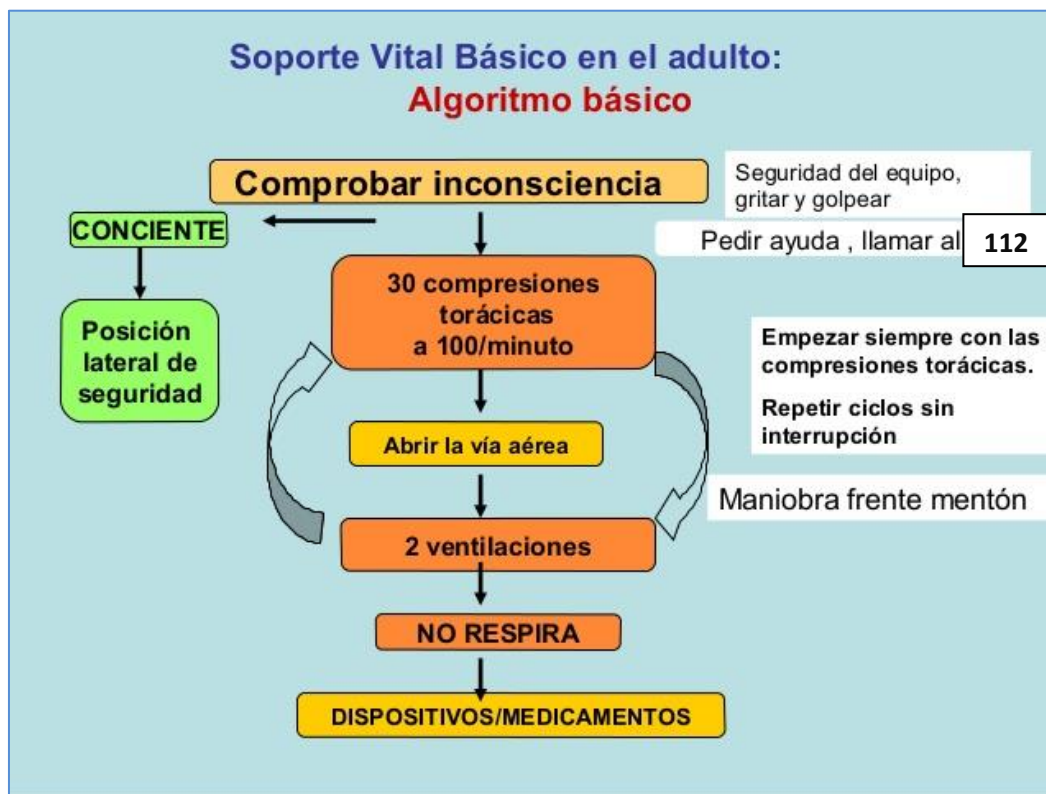 Soporte Vital Básico en el adulto:
Algoritmo básico
Comprobar inconsciencia
Seguridad del equipo,
gritar y golpear
CONCIENTE
Pedir ayuda , llamar al 112
30 compresiones
torácicas
a 100/minuto
Posición
lateral de
seguridad
Empezar siempre con las
compresiones torácicas.
Repetir ciclos sin
interrupción
Abrir la vía aérea
Maniobra frente mentón
2 ventilaciones
NO RESPIRA
DISPOSITIVOS/MEDICAMENTOS